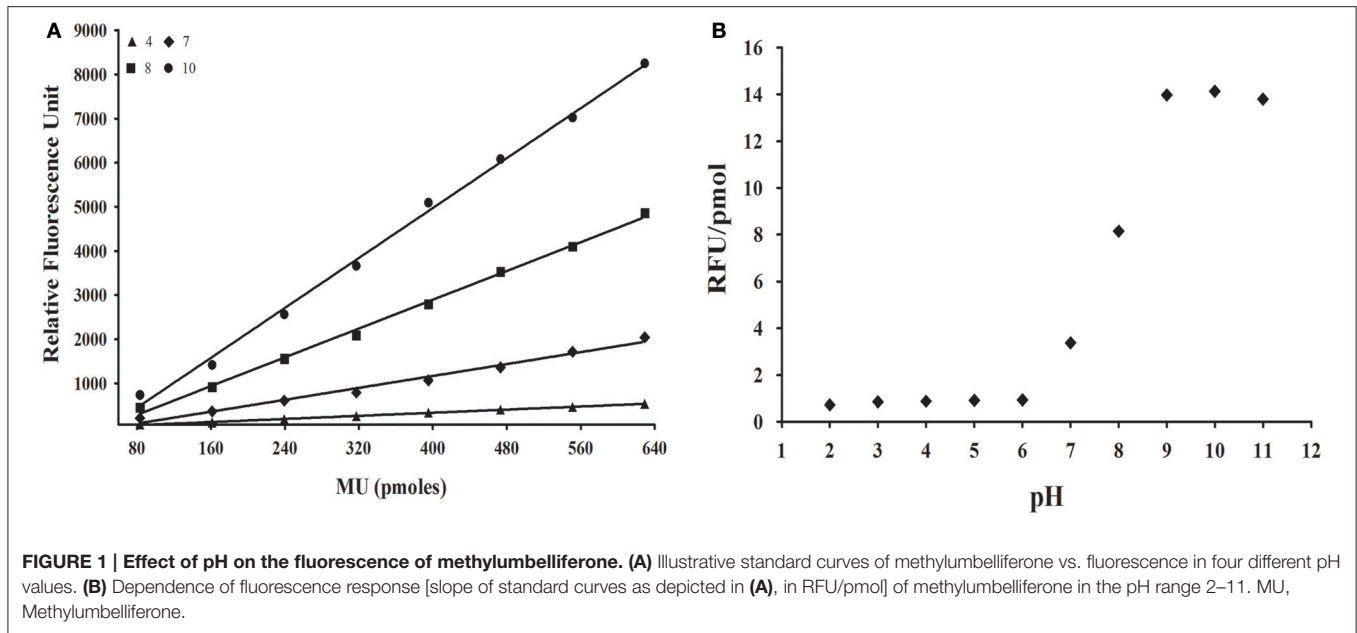 A
9000
8000
7000
6000
5000
4000
3000
2000
1000
4 7
8 10
Relative Fluorescence Unit
80 160 240 320 400 480 560 640
MU (pmoles)
B
16
14
12
10
8
6
4
2
0
RFU/pmol
1 2 3 4 5 6 7 8 9 10 11 12
pH
FIGURE 1 | Effect of pH on the fluorescence of methylumbelliferone. (A) Illustrative standard curves of methylumbelliferone vs. fluorescence in four different pH
values. (B) Dependence of fluorescence response [slope of standard curves as depicted in (A), in RFU/pmol] of methylumbelliferone in the pH range 2–11. MU,
Methylumbelliferone.